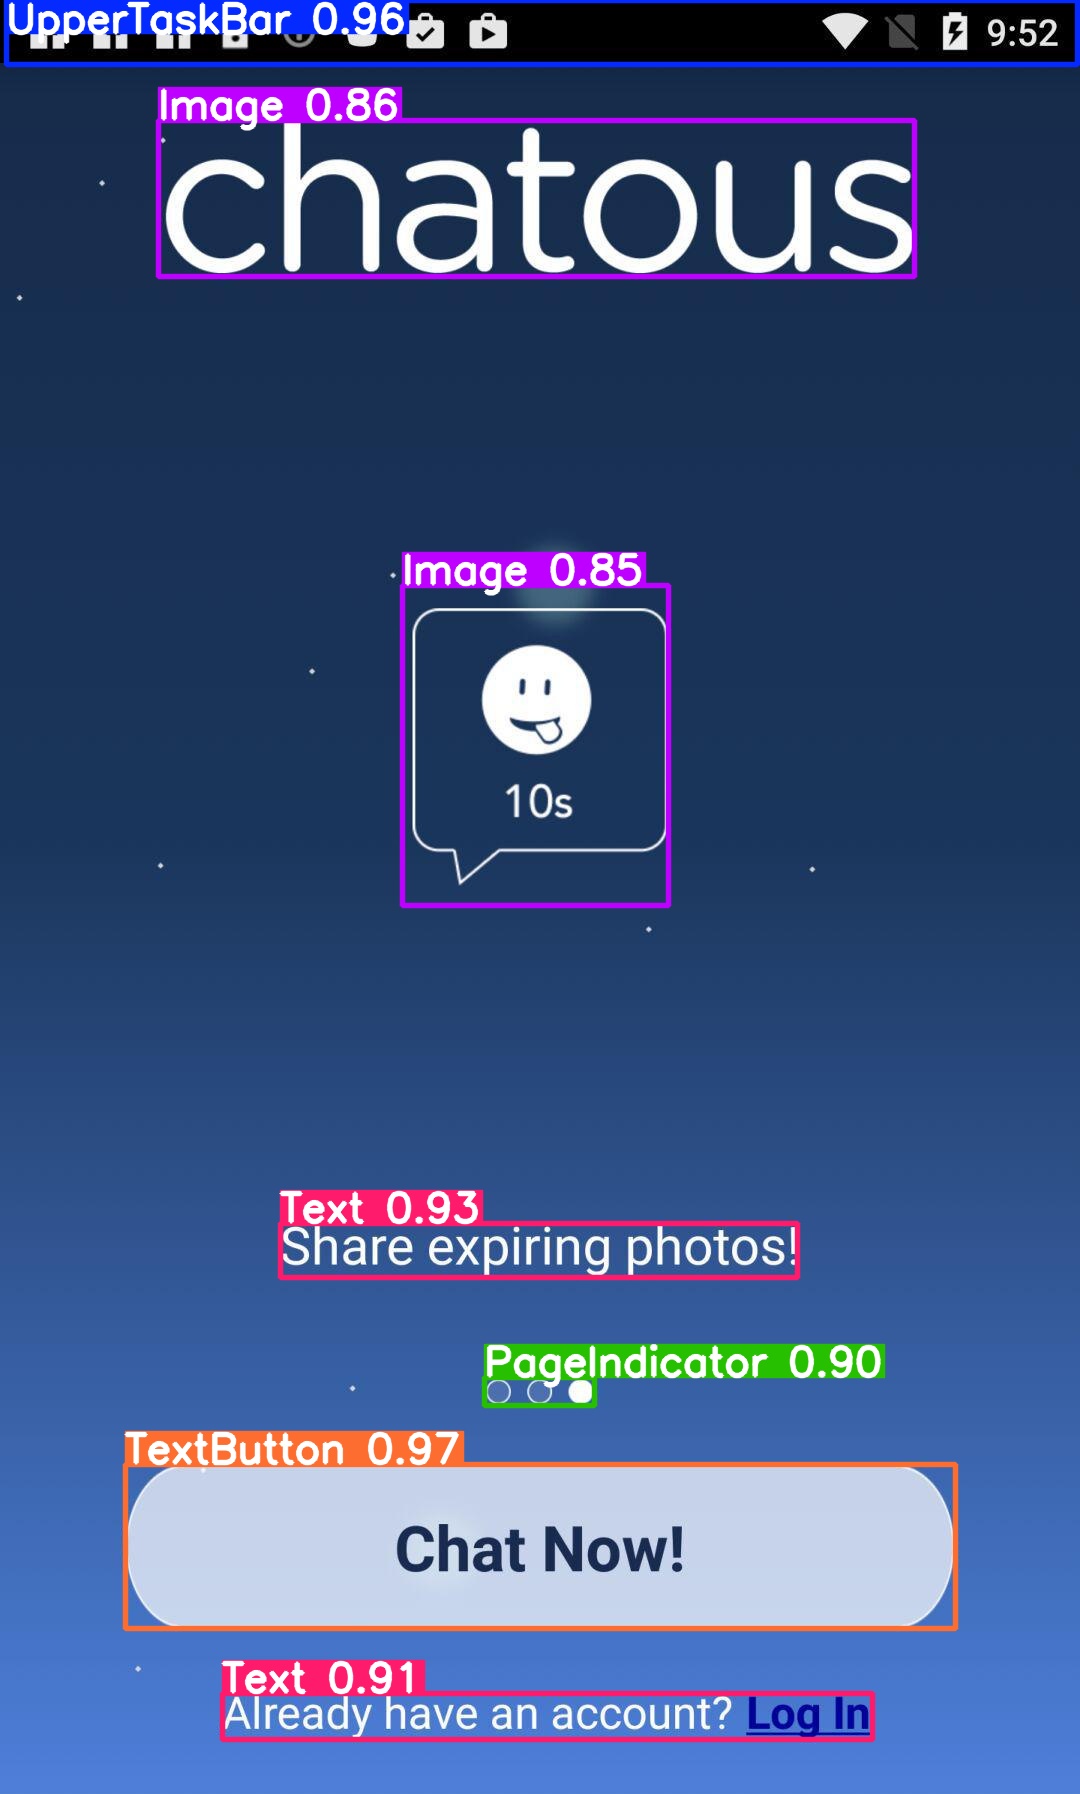 UpperTaskBar 0.96
9:52
Image 0.86
chatous
Image 0.85
10s
Text 0.93
Share expiring photos!
PageIndicator 0.90
TextButton 0.97
Chat Now!
Text 0.91
Already have an account? Log In